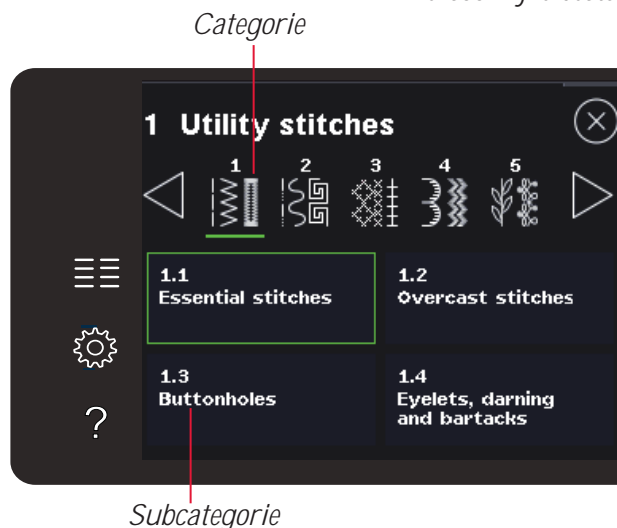 Categorie
1 Utility stitches
1 2 3 4 5
1.1
Essential stitches
1.2
Overcast stitches
1.3
Buttonholes
1.4
Eyelets, darning
and bartacks
?
Subcategorie